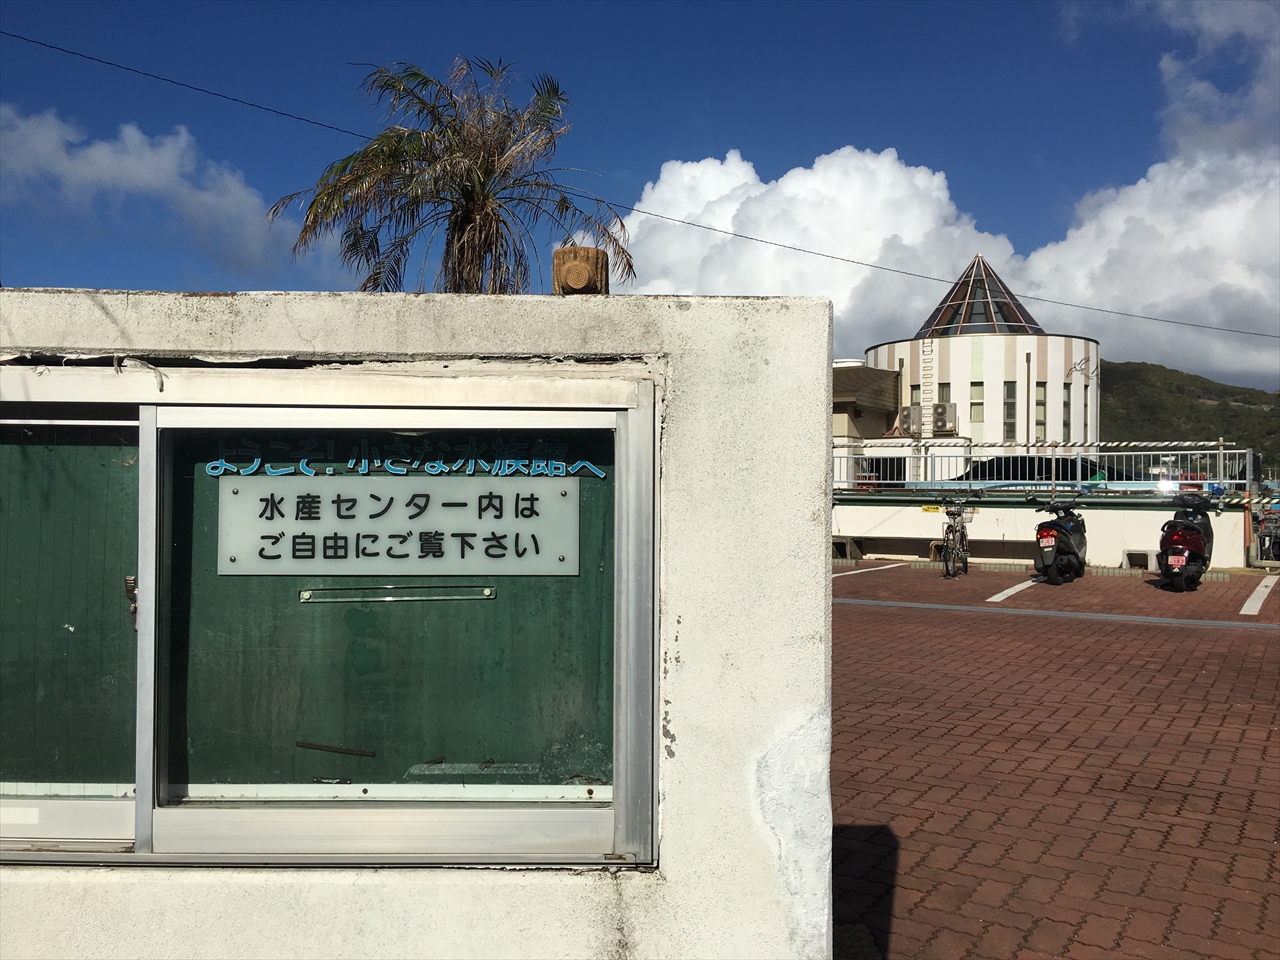 ようこそ!小さな水族館へ
水産センター内は
ご自由にご覧下さい